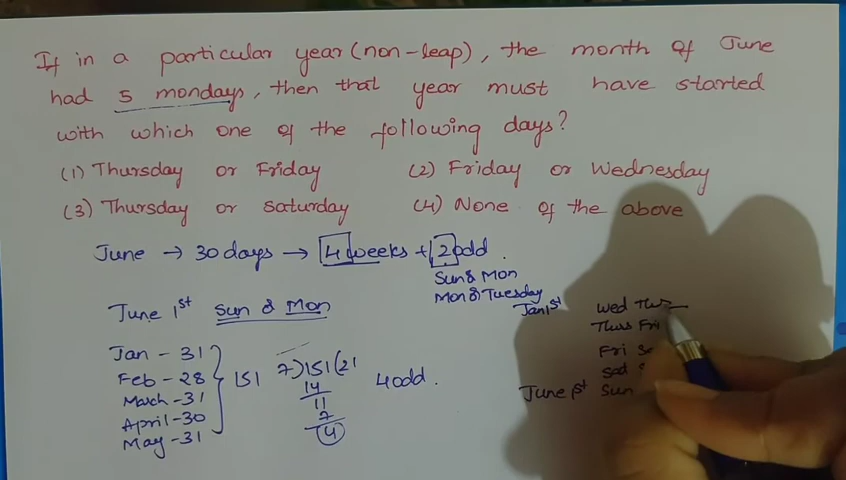 If in a particular year (non-leap), the month of June
had 5 mondays, then that year must have started
with which one of the following days?
(1) Thursday or Friday (2) Friday or Wednesday
(3) Thursday or Saturday (4) None of the above
June → 30 days → 4 weeks + 2 odd.
Sun & Mon
Mon & Tuesday
June 1st Sun & Mon
Jan - 31
Feb - 28
March - 31
April - 30
May - 31
151
7)151(21
14
11
7
4
4 odd.
Jan 1st Wed Thus
Thus Fri
Fri
Sat
June 1st Sun